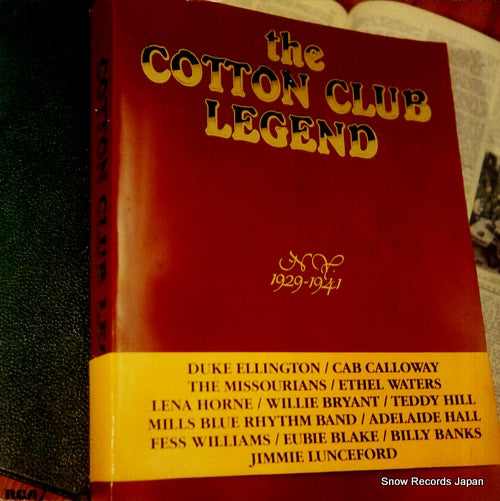 the
COTTON CLUB
LEGEND
N.Y.
1929-1941
DUKE ELLINGTON / CAB CALLOWAY
THE MISSOURIANS / ETHEL WATERS
LENA HORNE / WILLIE BRYANT / TEDDY HILL
MILLS BLUE RHYTHM BAND / ADELAIDE HALL
FESS WILLIAMS / EUBIE BLAKE / BILLY BANKS
JIMMIE LUNCEFORD
COTTON CLUB LE
RCA
Snow Records Japan